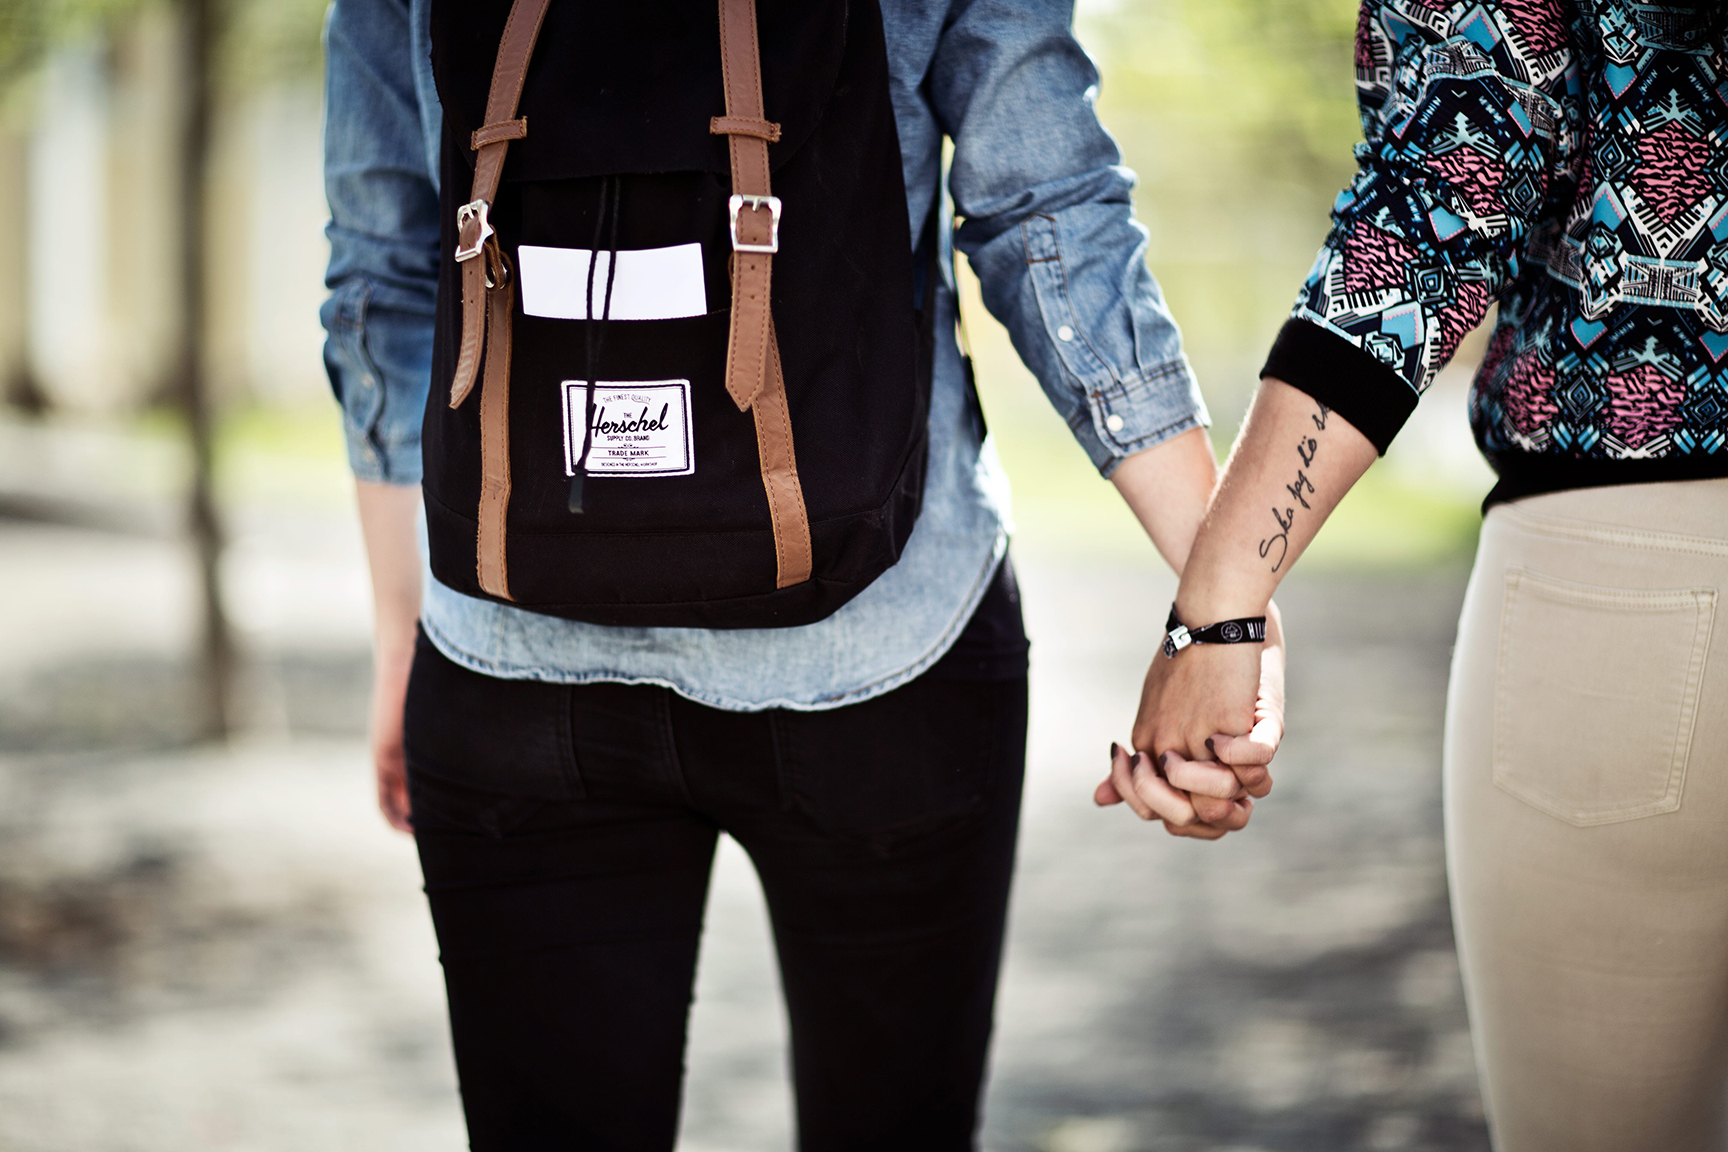 THE FINEST QUALITY
THE
Herschel
SUPPLY CO. BRAND
TRADE MARK
Ska jag dö s